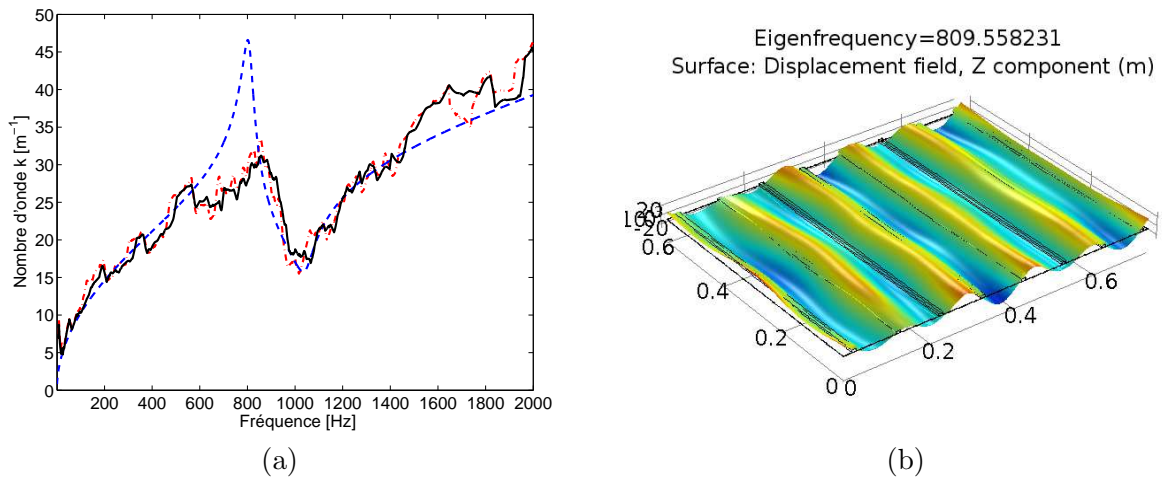 50
45
40
35
30
25
20
15
10
5
0
Nombre d'onde k [m⁻¹]
200 400 600 800 1000 1200 1400 1600 1800 2000
Fréquence [Hz]
(a)
Eigenfrequency=809.558231
Surface: Displacement field, Z component (m)
-20
0.6
0.4
0.2
0
0
0.2
0.4
0.6
(b)